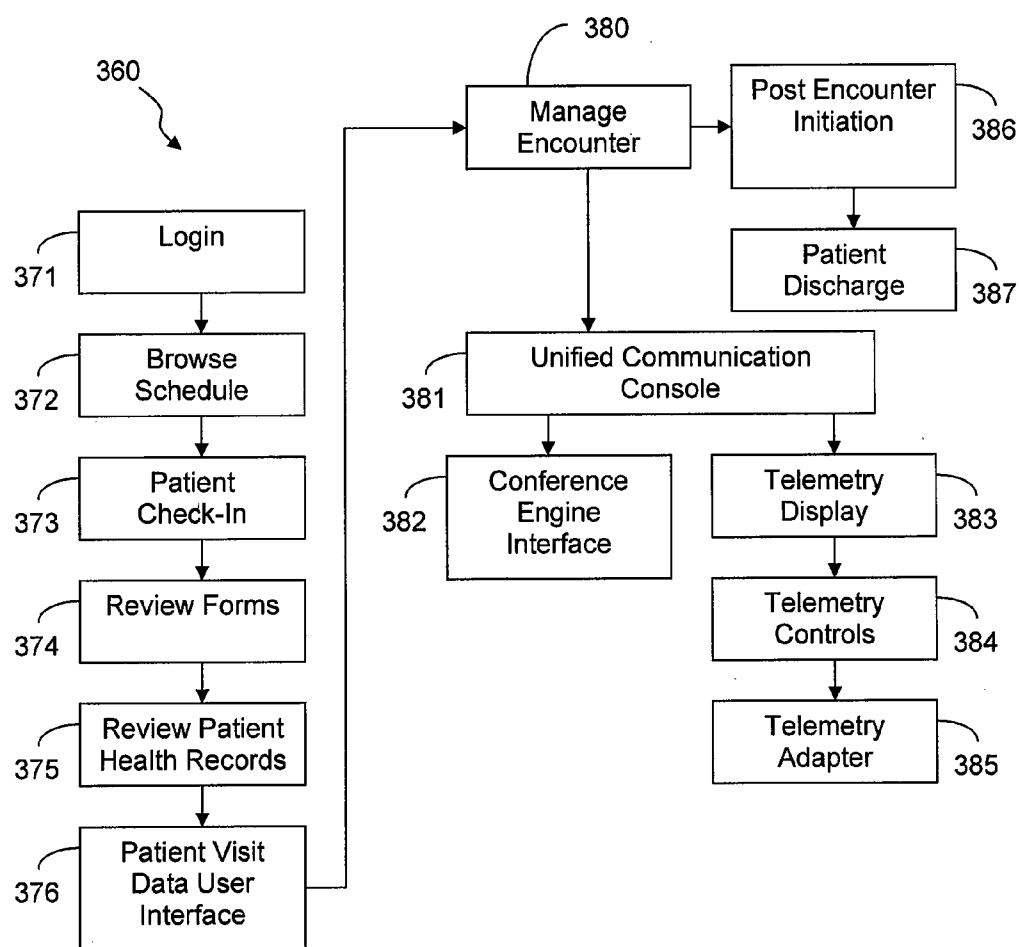 360
Login
371
Browse
Schedule
372
Patient
Check-In
373
Review Forms
374
Review Patient
Health Records
375
Patient Visit
Data User
Interface
376
380
Manage
Encounter
Post Encounter
Initiation
386
Patient
Discharge
387
Unified Communication
Console
381
Conference
Engine
Interface
382
Telemetry
Display
383
Telemetry
Controls
384
Telemetry
Adapter
385